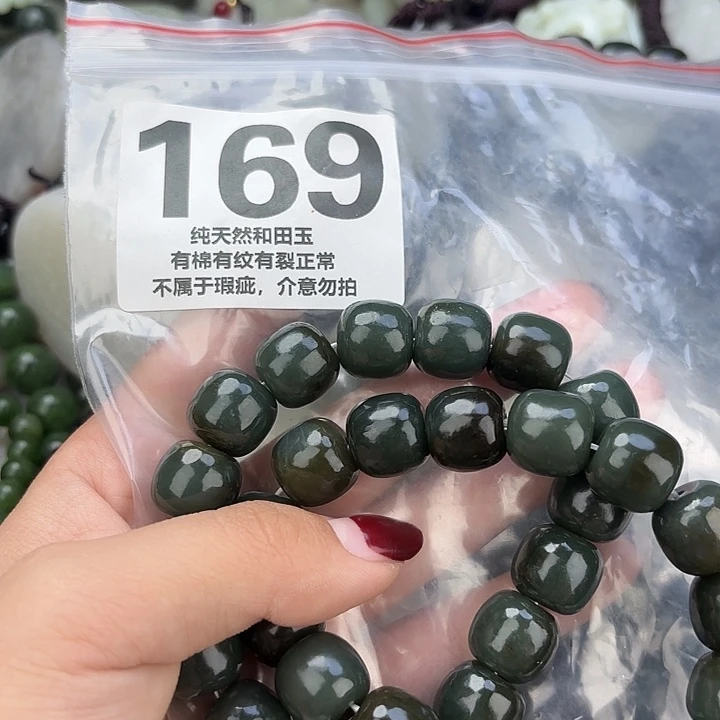 169
纯天然和田玉
有棉有纹有裂正常
不属于瑕疵，介意勿拍